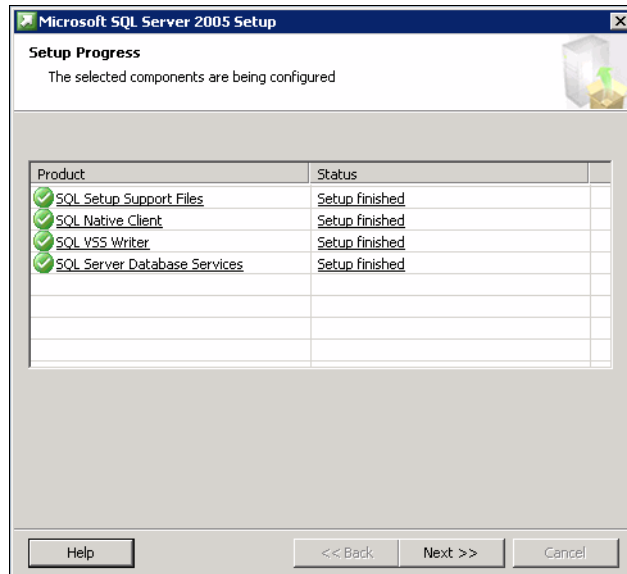 Microsoft SQL Server 2005 Setup
Setup Progress
The selected components are being configured
Product Status
SQL Setup Support Files Setup finished
SQL Native Client Setup finished
SQL VSS Writer Setup finished
SQL Server Database Services Setup finished
Help << Back Next >> Cancel